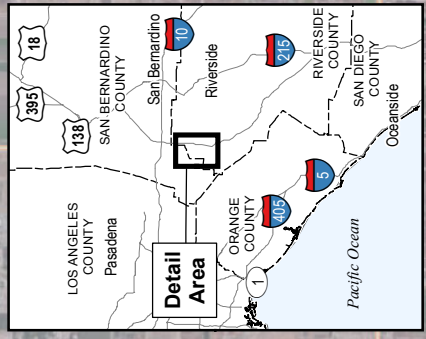 395
18
LOS ANGELES
COUNTY
138
SAN BERNARDINO
COUNTY
Pasadena
San Bernardino
10
Detail
Area
Riverside
ORANGE
COUNTY
1
405
215
5
RIVERSIDE
COUNTY
SAN DIEGO
COUNTY
Pacific Ocean
Oceanside